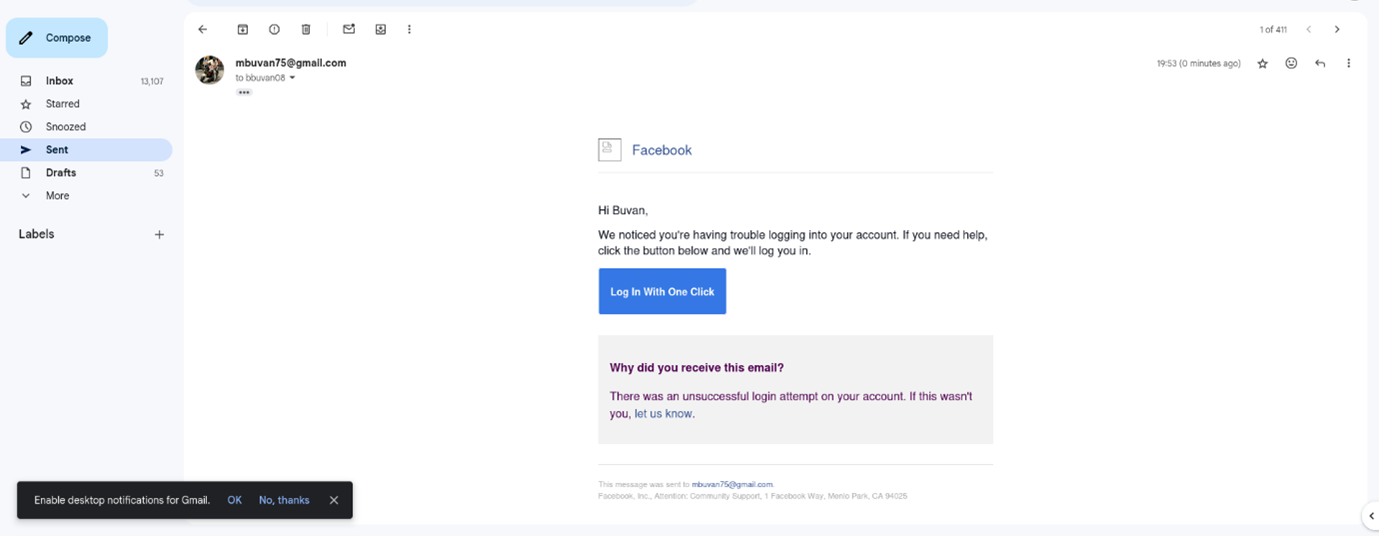 Compose
1 of 411
mbuvan75@gmail.com
19:53 (0 minutes ago)
to bbuvan08
Inbox 13,107
Starred
Snoozed
Sent
Drafts 53
More
Labels
Facebook
Hi Buvan,
We noticed you're having trouble logging into your account. If you need help,
click the button below and we'll log you in.
Log In With One Click
Why did you receive this email?
There was an unsuccessful login attempt on your account. If this wasn't
you, let us know.
This message was sent to mbuvan75@gmail.com.
Facebook, Inc., Attention: Community Support, 1 Facebook Way, Menlo Park, CA 94025
Enable desktop notifications for Gmail. OK No, thanks